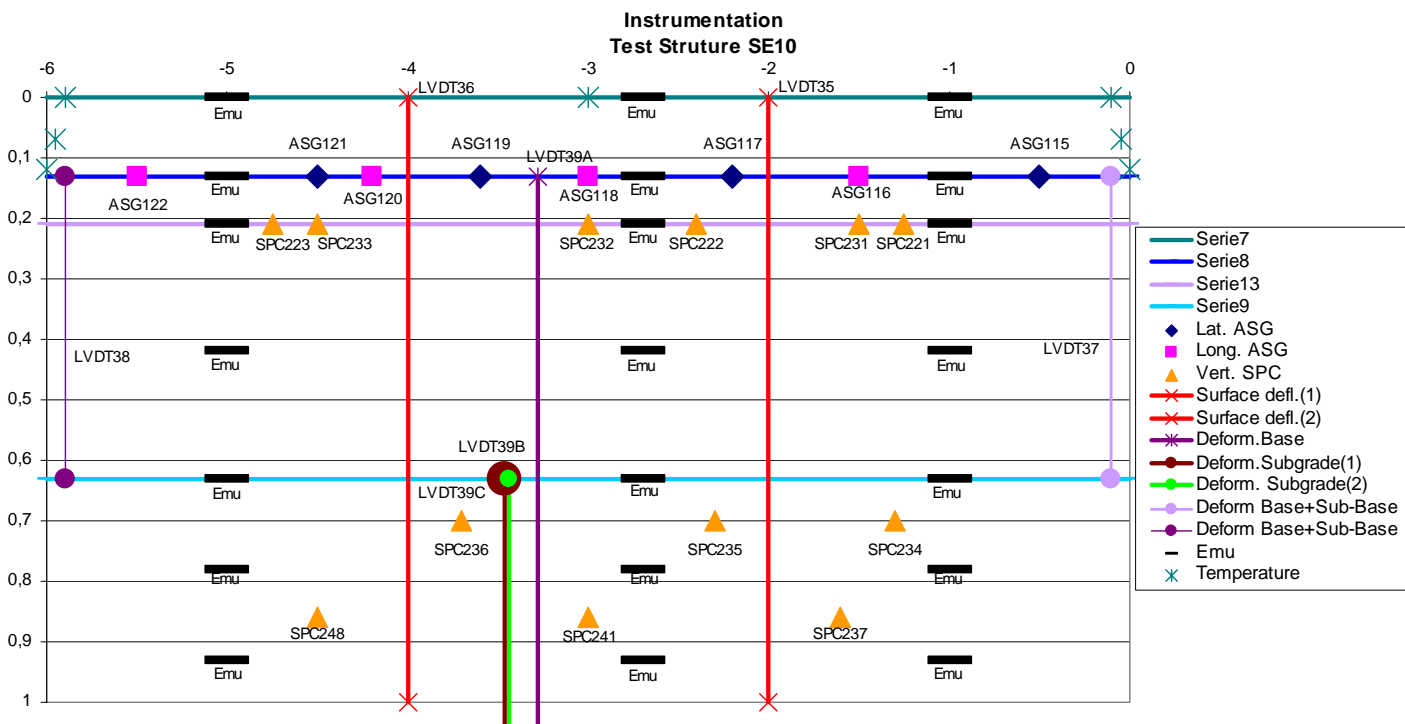 Instrumentation
Test Struture SE10
-6 -5 -4 -3 -2 -1 0
LVDT36 LVDT35
0
Emu Emu Emu
0,1
ASG121 ASG119 ASG117 ASG115
LVDT39A
Emu Emu Emu
ASG122 ASG120 ASG118 ASG116
0,2
Emu Emu Emu
SPC223 SPC233 SPC232 SPC222 SPC231 SPC221
0,3
0,4
LVDT38 LVDT37
Emu Emu Emu
0,5
LVDT39B
0,6
Emu Emu Emu
LVDT39C
0,7
SPC236 SPC235 SPC234
0,8
Emu Emu Emu
SPC248 SPC241 SPC237
0,9
Emu Emu Emu
1
Serie7
Serie8
Serie13
Serie9
Lat. ASG
Long. ASG
Vert. SPC
Surface defl.(1)
Surface defl.(2)
Deform.Base
Deform.Subgrade(1)
Deform. Subgrade(2)
Deform Base+Sub-Base
Deform Base+Sub-Base
Emu
Temperature